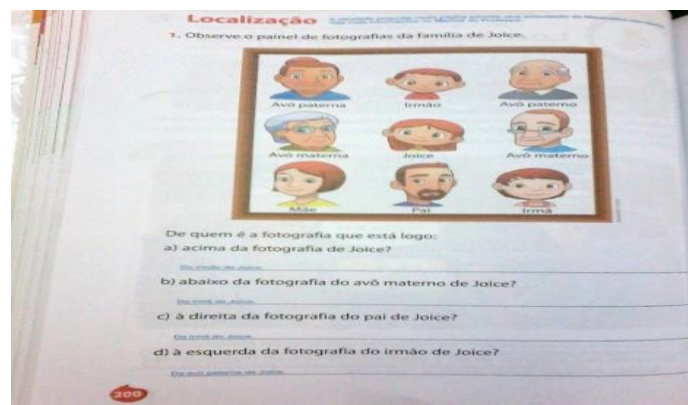 Localização
1. Observe o painel de fotografias da família de Joice.
Avó paterna Irmão Avô paterno
Avó materna Joice Avô materno
Mãe Pai Irmã
De quem é a fotografia que está logo:
a) acima da fotografia de Joice?
Do irmão de Joice.
b) abaixo da fotografia do avô materno de Joice?
Da irmã de Joice.
c) à direita da fotografia do pai de Joice?
Da irmã de Joice.
d) à esquerda da fotografia do irmão de Joice?
Da avó paterna de Joice.
200